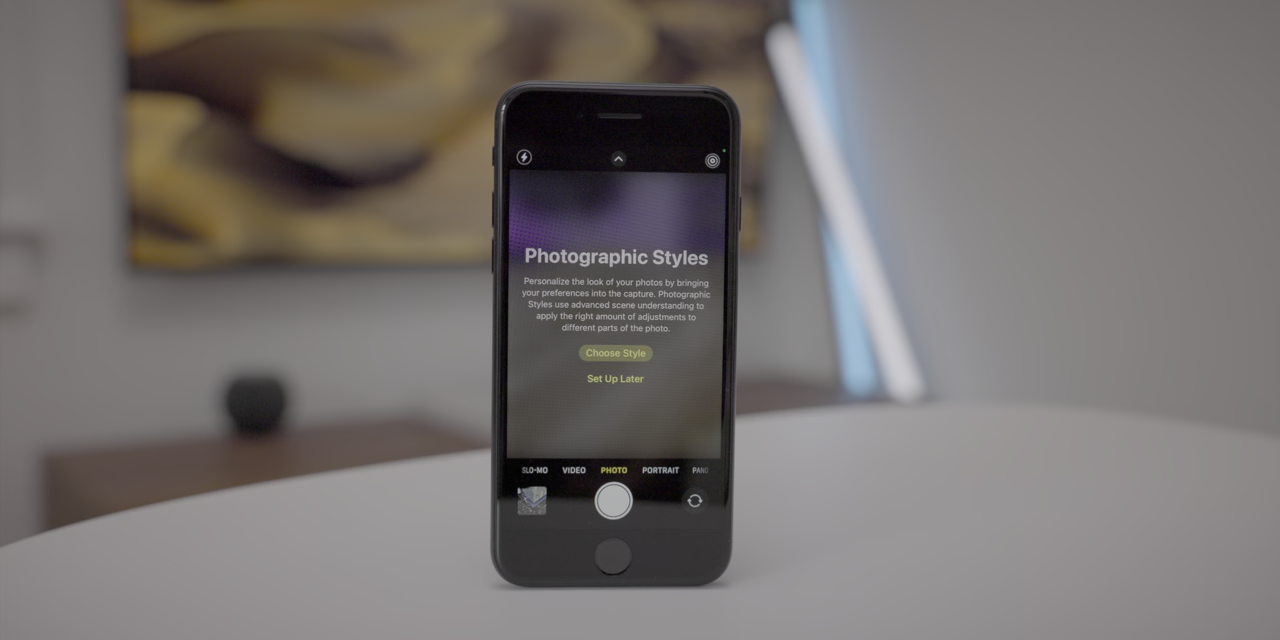 Photographic Styles
Personalize the look of your photos by bringing
your preferences into the capture. Photographic
Styles use advanced scene understanding to
apply the right amount of adjustments to
different parts of the photo.
Choose Style
Set Up Later
SLO-MO VIDEO PHOTO PORTRAIT PANO